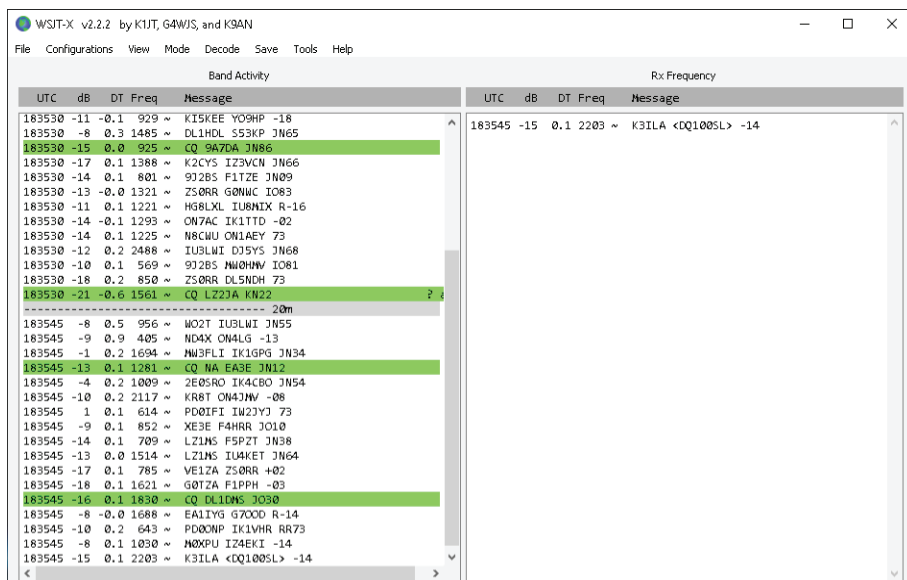 WSJT-X v2.2.2 by K1JT, G4WJS, and K9AN
File Configurations View Mode Decode Save Tools Help
Band Activity
UTC dB DT Freq Message
183530 -11 -0.1 929 ~ KI5KEE YO9HP -18
183530 -8 0.3 1485 ~ DL1HDL S53KP JN65
183530 -15 0.0 925 ~ CQ 9A7DA JN86
183530 -17 0.1 1388 ~ K2CYS IZ3VCN JN66
183530 -14 0.1 801 ~ 9J2BS F1TZE JN09
183530 -13 -0.0 1321 ~ ZS0RR G0NWC IO83
183530 -11 0.1 1221 ~ HG8LXL IU8MIX R-16
183530 -14 -0.1 1293 ~ ON7AC IK1TTD -02
183530 -14 0.1 1225 ~ N8CWU ON1AEY 73
183530 -12 0.2 2488 ~ IU3LWI DJ5YS JN68
183530 -10 0.1 569 ~ 9J2BS MW0HMV IO81
183530 -18 0.2 850 ~ ZS0RR DL5NDH 73
183530 -21 -0.6 1561 ~ CQ LZ2JA KN22 ?
---------------------------------- 20m
183545 -8 0.5 956 ~ WO2T IU3LWI JN55
183545 -9 0.9 405 ~ ND4X ON4LG -13
183545 -1 0.2 1694 ~ MW3FLI IK1GPG JN34
183545 -13 0.1 1281 ~ CQ NA EA3E JN12
183545 -4 0.2 1009 ~ 2E0SRO IK4CBO JN54
183545 -10 0.2 2117 ~ KR8T ON4JMV -08
183545 1 0.1 614 ~ PD0IFI IW2JYJ 73
183545 -9 0.1 852 ~ XE3E F4HRR JO10
183545 -14 0.1 709 ~ LZ1MS F5PZT JN38
183545 -13 0.0 1514 ~ LZ1MS IU4KET JN64
183545 -17 0.1 785 ~ VE1ZA ZS0RR +02
183545 -18 0.1 1621 ~ G0TZA F1PPH -03
183545 -16 0.1 1830 ~ CQ DL1DMS JO30
183545 -8 -0.0 1688 ~ EA1IYG G7OOD R-14
183545 -10 0.2 643 ~ PD0ONP IK1VHR RR73
183545 -8 0.1 1030 ~ M0XPU IZ4EKI -14
183545 -15 0.1 2203 ~ K3ILA <DQ100SL> -14
Rx Frequency
UTC dB DT Freq Message
183545 -15 0.1 2203 ~ K3ILA <DQ100SL> -14